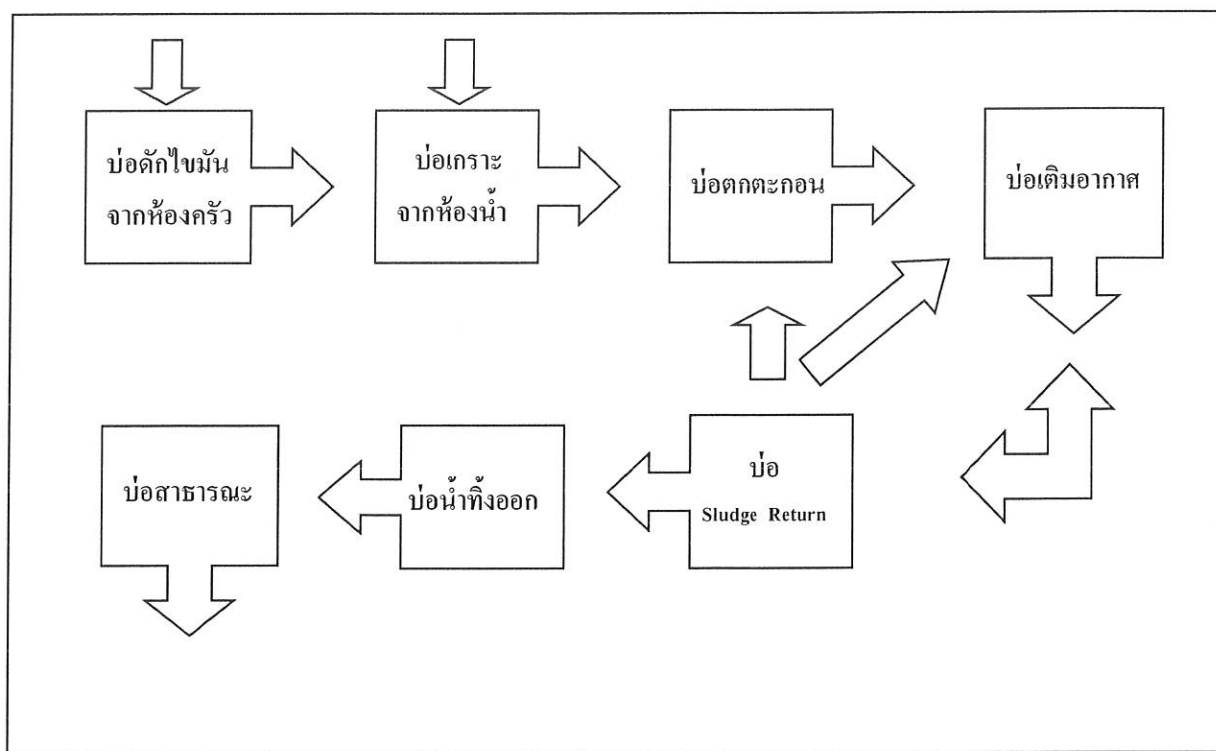 บ่อดักไขมัน
จากห้องครัว
บ่อเกราะ
จากห้องน้ำ
บ่อตกตะกอน
บ่อเติมอากาศ
บ่อสาธารณะ
บ่อน้ำทิ้งออก
บ่อ
Sludge Return